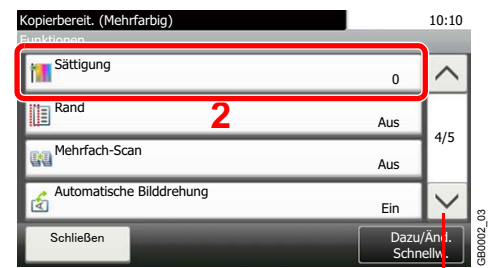 Kopierbereit. (Mehrfarbig) 10:10
Funktionen
Sättigung
0
2
Rand
Aus
4/5
Mehrfach-Scan
Aus
Automatische Bilddrehung
Ein
Schließen
Dazu/Änd.
Schnellw.
GB0002_03